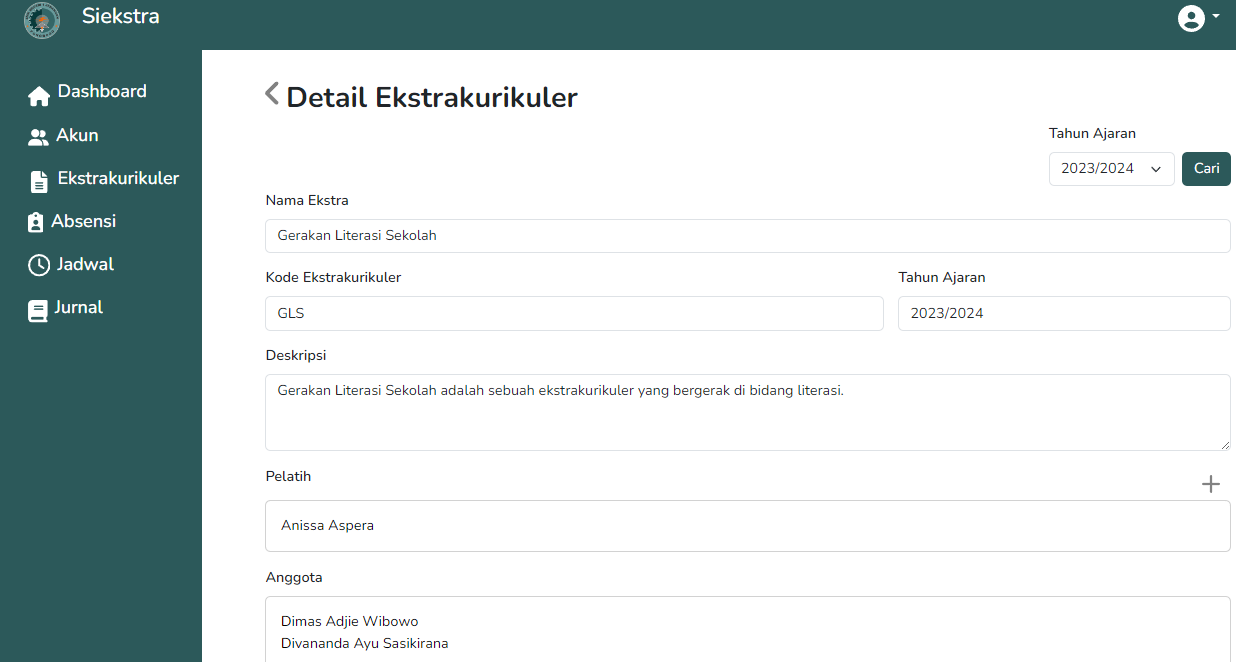 Siekstra
Dashboard
Akun
Ekstrakurikuler
Absensi
Jadwal
Jurnal
Detail Ekstrakurikuler
Tahun Ajaran
2023/2024
Cari
Nama Ekstra
Gerakan Literasi Sekolah
Kode Ekstrakurikuler
Tahun Ajaran
GLS
2023/2024
Deskripsi
Gerakan Literasi Sekolah adalah sebuah ekstrakurikuler yang bergerak di bidang literasi.
Pelatih
Anissa Aspera
Anggota
Dimas Adjie Wibowo
Divananda Ayu Sasikirana